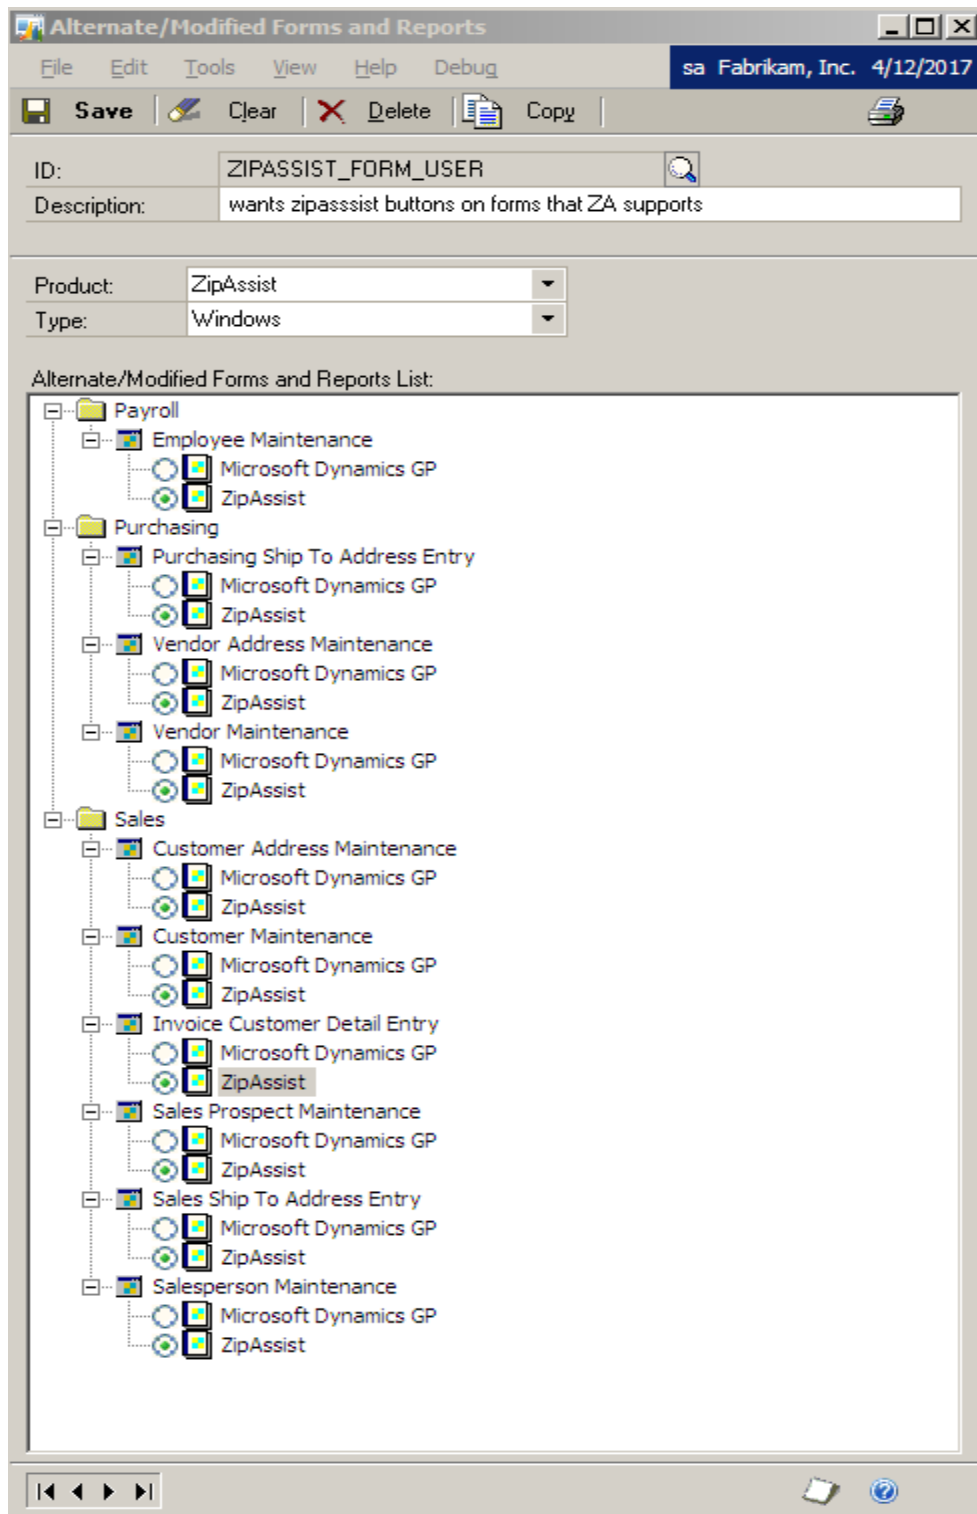 Alternate/Modified Forms and Reports
File Edit Tools View Help Debug sa Fabrikam, Inc. 4/12/2017
Save Clear Delete Copy
ID: ZIPASSIST_FORM_USER
Description: wants zipasssist buttons on forms that ZA supports
Product: ZipAssist
Type: Windows
Alternate/Modified Forms and Reports List:
Payroll
Employee Maintenance
Microsoft Dynamics GP
ZipAssist
Purchasing
Purchasing Ship To Address Entry
Microsoft Dynamics GP
ZipAssist
Vendor Address Maintenance
Microsoft Dynamics GP
ZipAssist
Vendor Maintenance
Microsoft Dynamics GP
ZipAssist
Sales
Customer Address Maintenance
Microsoft Dynamics GP
ZipAssist
Customer Maintenance
Microsoft Dynamics GP
ZipAssist
Invoice Customer Detail Entry
Microsoft Dynamics GP
ZipAssist
Sales Prospect Maintenance
Microsoft Dynamics GP
ZipAssist
Sales Ship To Address Entry
Microsoft Dynamics GP
ZipAssist
Salesperson Maintenance
Microsoft Dynamics GP
ZipAssist